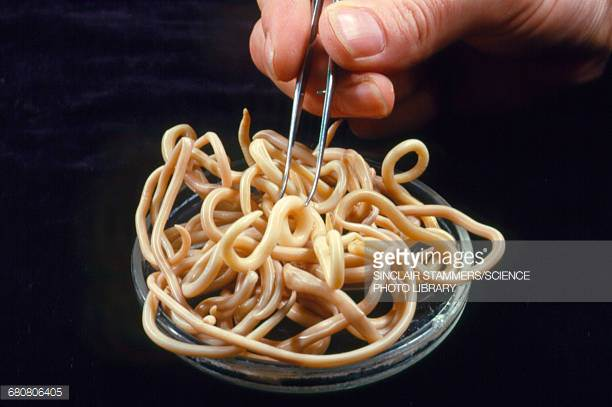 gettyimages
SINCLAIR STAMMERS/SCIENCE
PHOTO LIBRARY
680806405